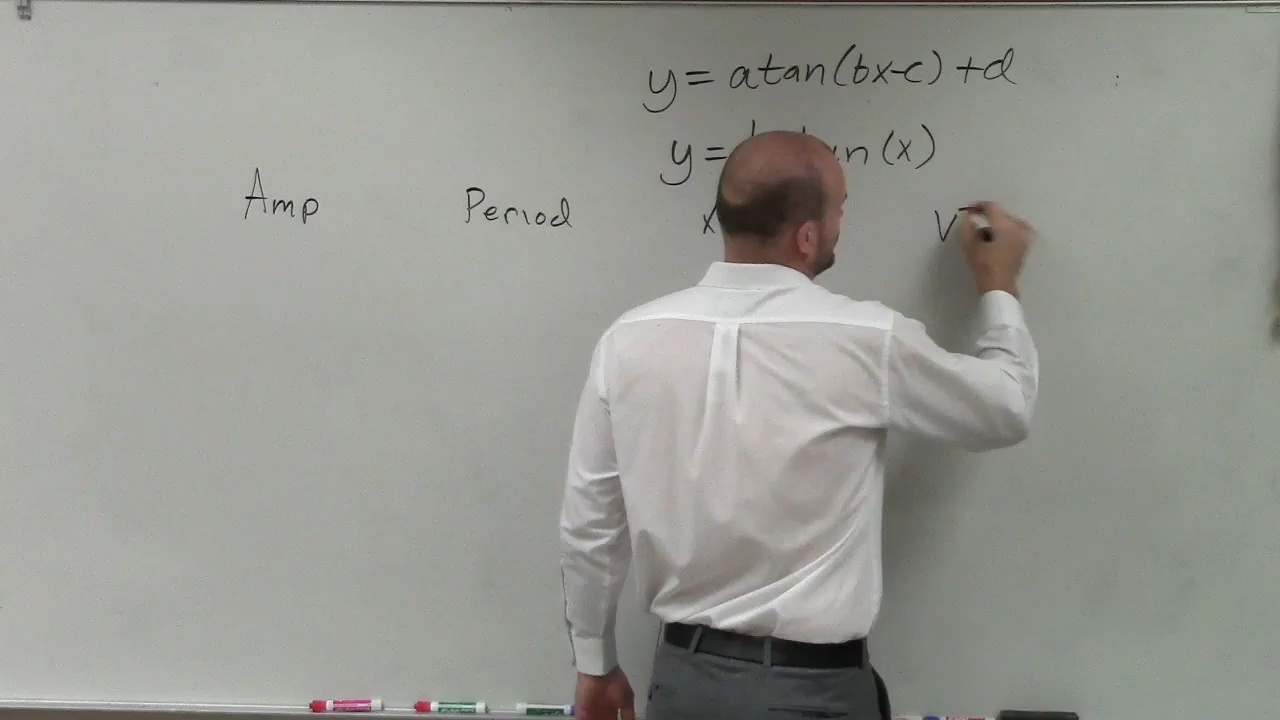 y = a tan(bx-c) +d
y = (x)
Amp Period x V